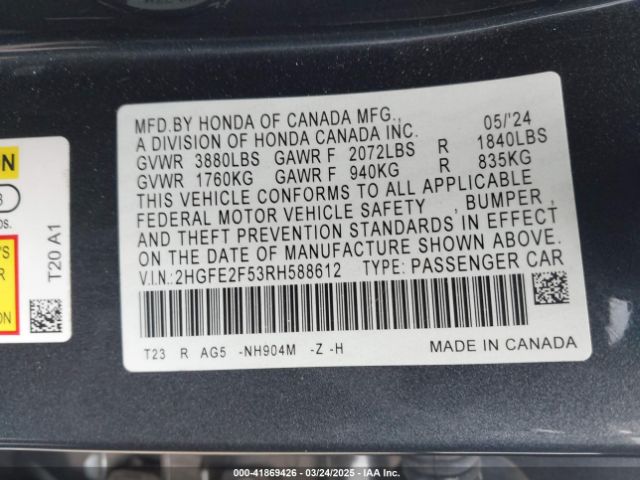 MFD.BY HONDA OF CANADA MFG., 05/'24
A DIVISION OF HONDA CANADA INC.
GVWR 3880LBS GAWR F 2072LBS R 1840LBS
GVWR 1760KG GAWR F 940KG R 835KG
THIS VEHICLE CONFORMS TO ALL APPLICABLE
FEDERAL MOTOR VEHICLE SAFETY , BUMPER ,
AND THEFT PREVENTION STANDARDS IN EFFECT
ON THE DATE OF MANUFACTURE SHOWN ABOVE.
V.I.N.: 2HGFE2F53RH588612 TYPE: PASSENGER CAR
T23 R AG5 -NH904M -Z -H MADE IN CANADA
T20 A1
000-41869426 - 03/24/2025 - IAA Inc.